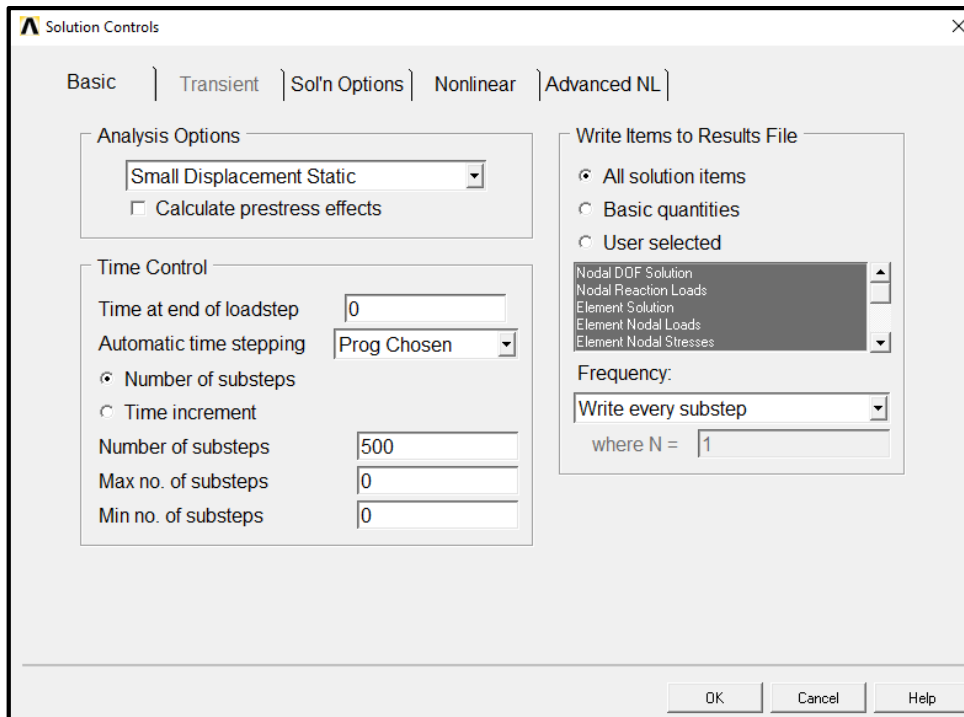 Solution Controls
Basic
Transient
Sol'n Options
Nonlinear
Advanced NL
Analysis Options
Small Displacement Static
Calculate prestress effects
Time Control
Time at end of loadstep
0
Automatic time stepping
Prog Chosen
Number of substeps
Time increment
Number of substeps
500
Max no. of substeps
0
Min no. of substeps
0
Write Items to Results File
All solution items
Basic quantities
User selected
Nodal DOF Solution
Nodal Reaction Loads
Element Solution
Element Nodal Loads
Element Nodal Stresses
Frequency:
Write every substep
where N =
1
OK
Cancel
Help